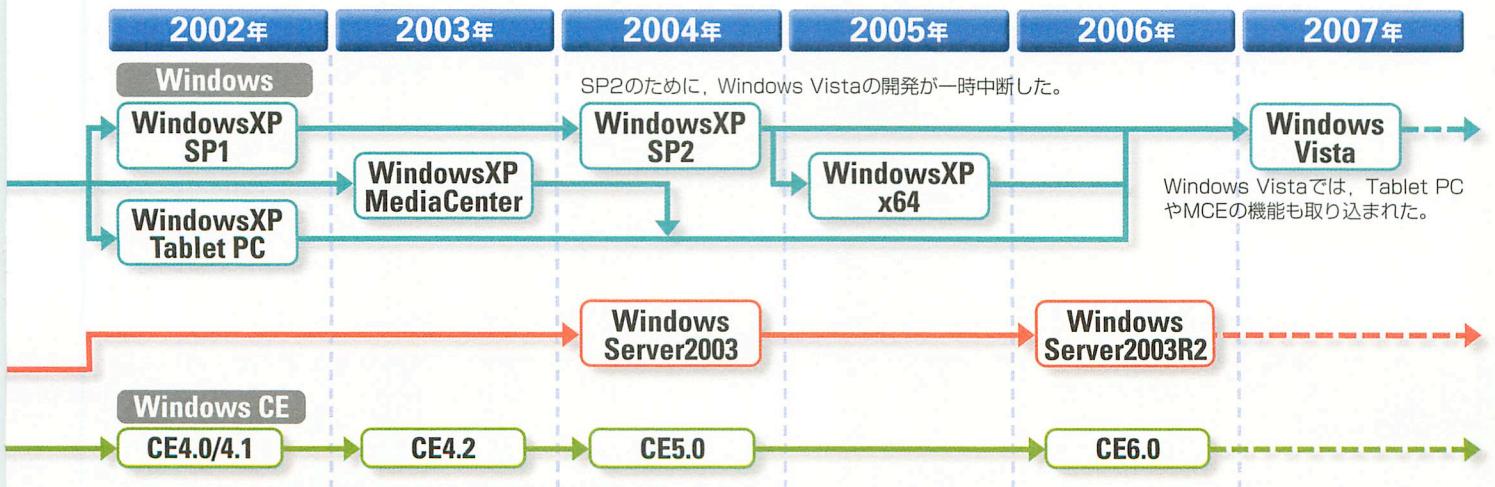 2002年
2003年
2004年
2005年
2006年
2007年
Windows
SP2のために，Windows Vistaの開発が一時中断した。
WindowsXP
SP1
WindowsXP
SP2
Windows
Vista
WindowsXP
MediaCenter
WindowsXP
x64
Windows Vistaでは，Tablet PC
やMCEの機能も取り込まれた。
WindowsXP
Tablet PC
Windows
Server2003
Windows
Server2003R2
Windows CE
CE4.0/4.1
CE4.2
CE5.0
CE6.0